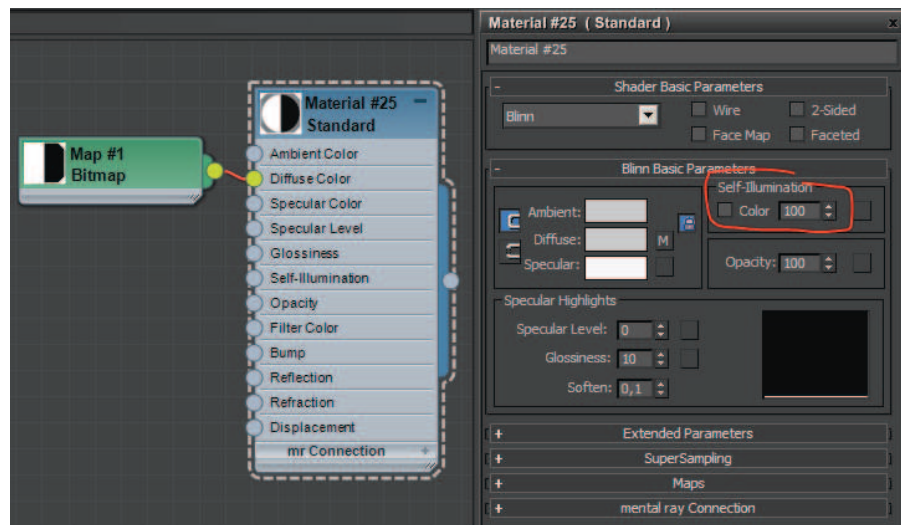 Map #1
Bitmap
Material #25
Standard
Ambient Color
Diffuse Color
Specular Color
Specular Level
Glossiness
Self-Illumination
Opacity
Filter Color
Bump
Reflection
Refraction
Displacement
mr Connection +
Material #25 ( Standard ) x
Material #25
- Shader Basic Parameters
Blinn Wire 2-Sided
Face Map Faceted
- Blinn Basic Parameters
Self-Illumination
Ambient: Color 100
Diffuse: M
Specular: Opacity: 100
Specular Highlights
Specular Level: 0
Glossiness: 10
Soften: 0,1
+ Extended Parameters
+ SuperSampling
+ Maps
+ mental ray Connection